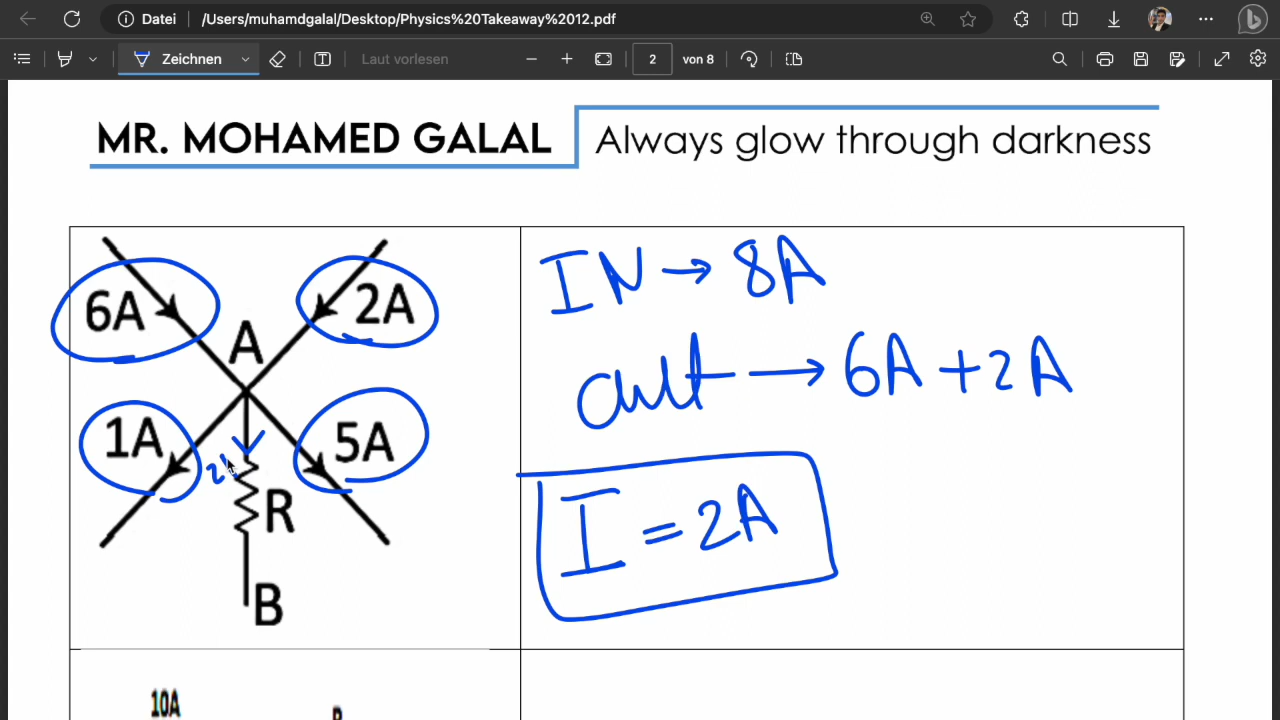 Datei /Users/muhamdgalal/Desktop/Physics%20Takeaway%2012.pdf
Zeichnen Laut vorlesen 2 von 8
MR. MOHAMED GALAL Always glow through darkness
6A
2A
A
1A
5A
2
R
B
IN → 8A
out → 6A + 2A
I = 2A
10A